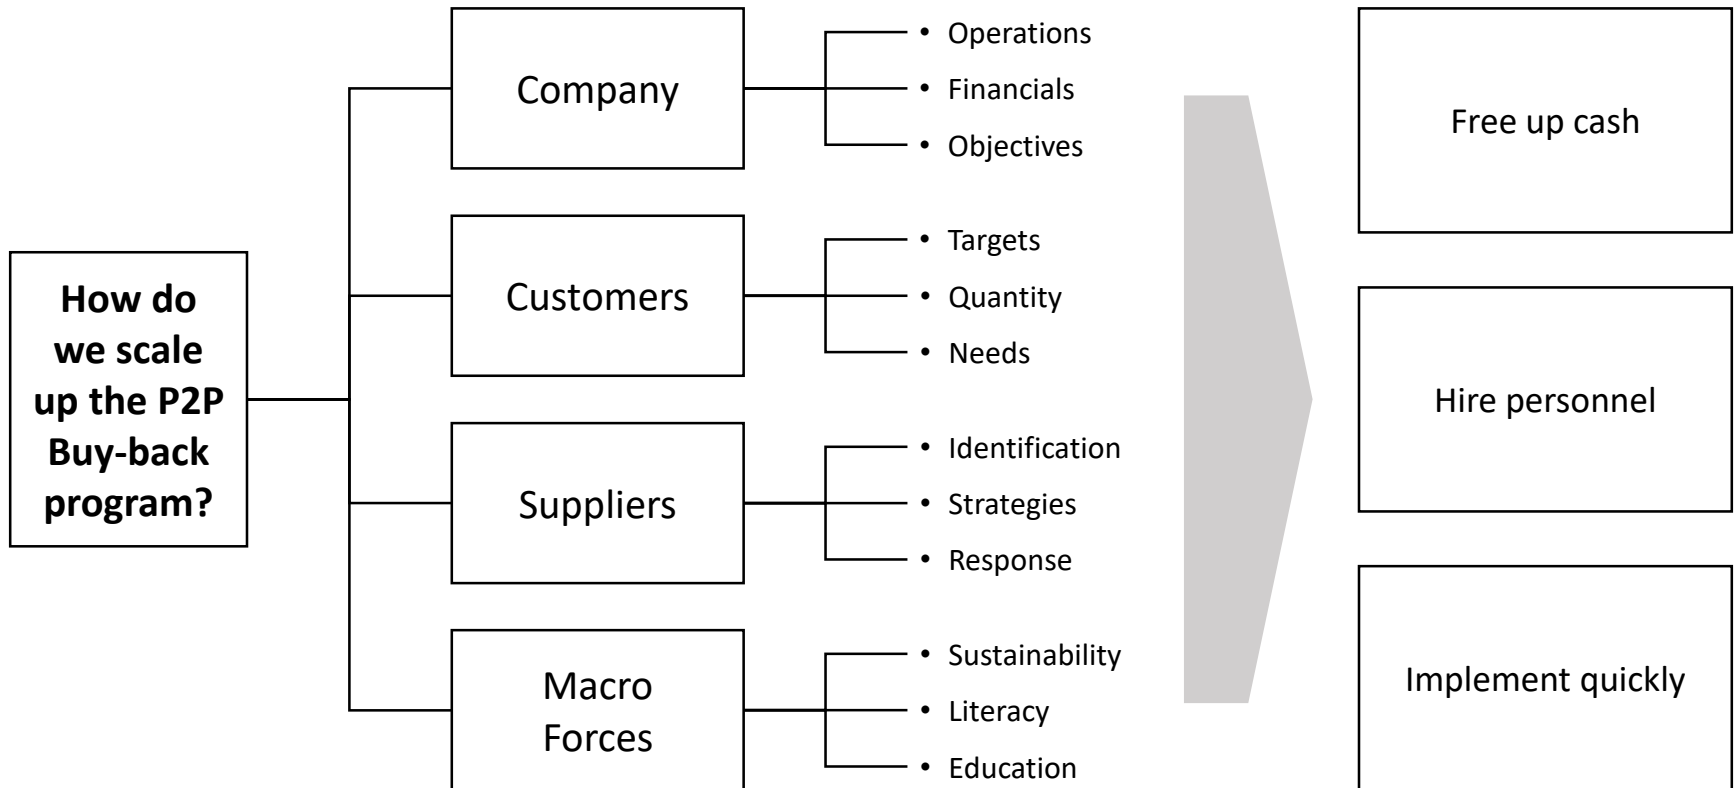 How do
we scale
up the P2P
Buy-back
program?
Company
• Operations
• Financials
• Objectives
Customers
• Targets
• Quantity
• Needs
Suppliers
• Identification
• Strategies
• Response
Macro
Forces
• Sustainability
• Literacy
• Education
Free up cash
Hire personnel
Implement quickly